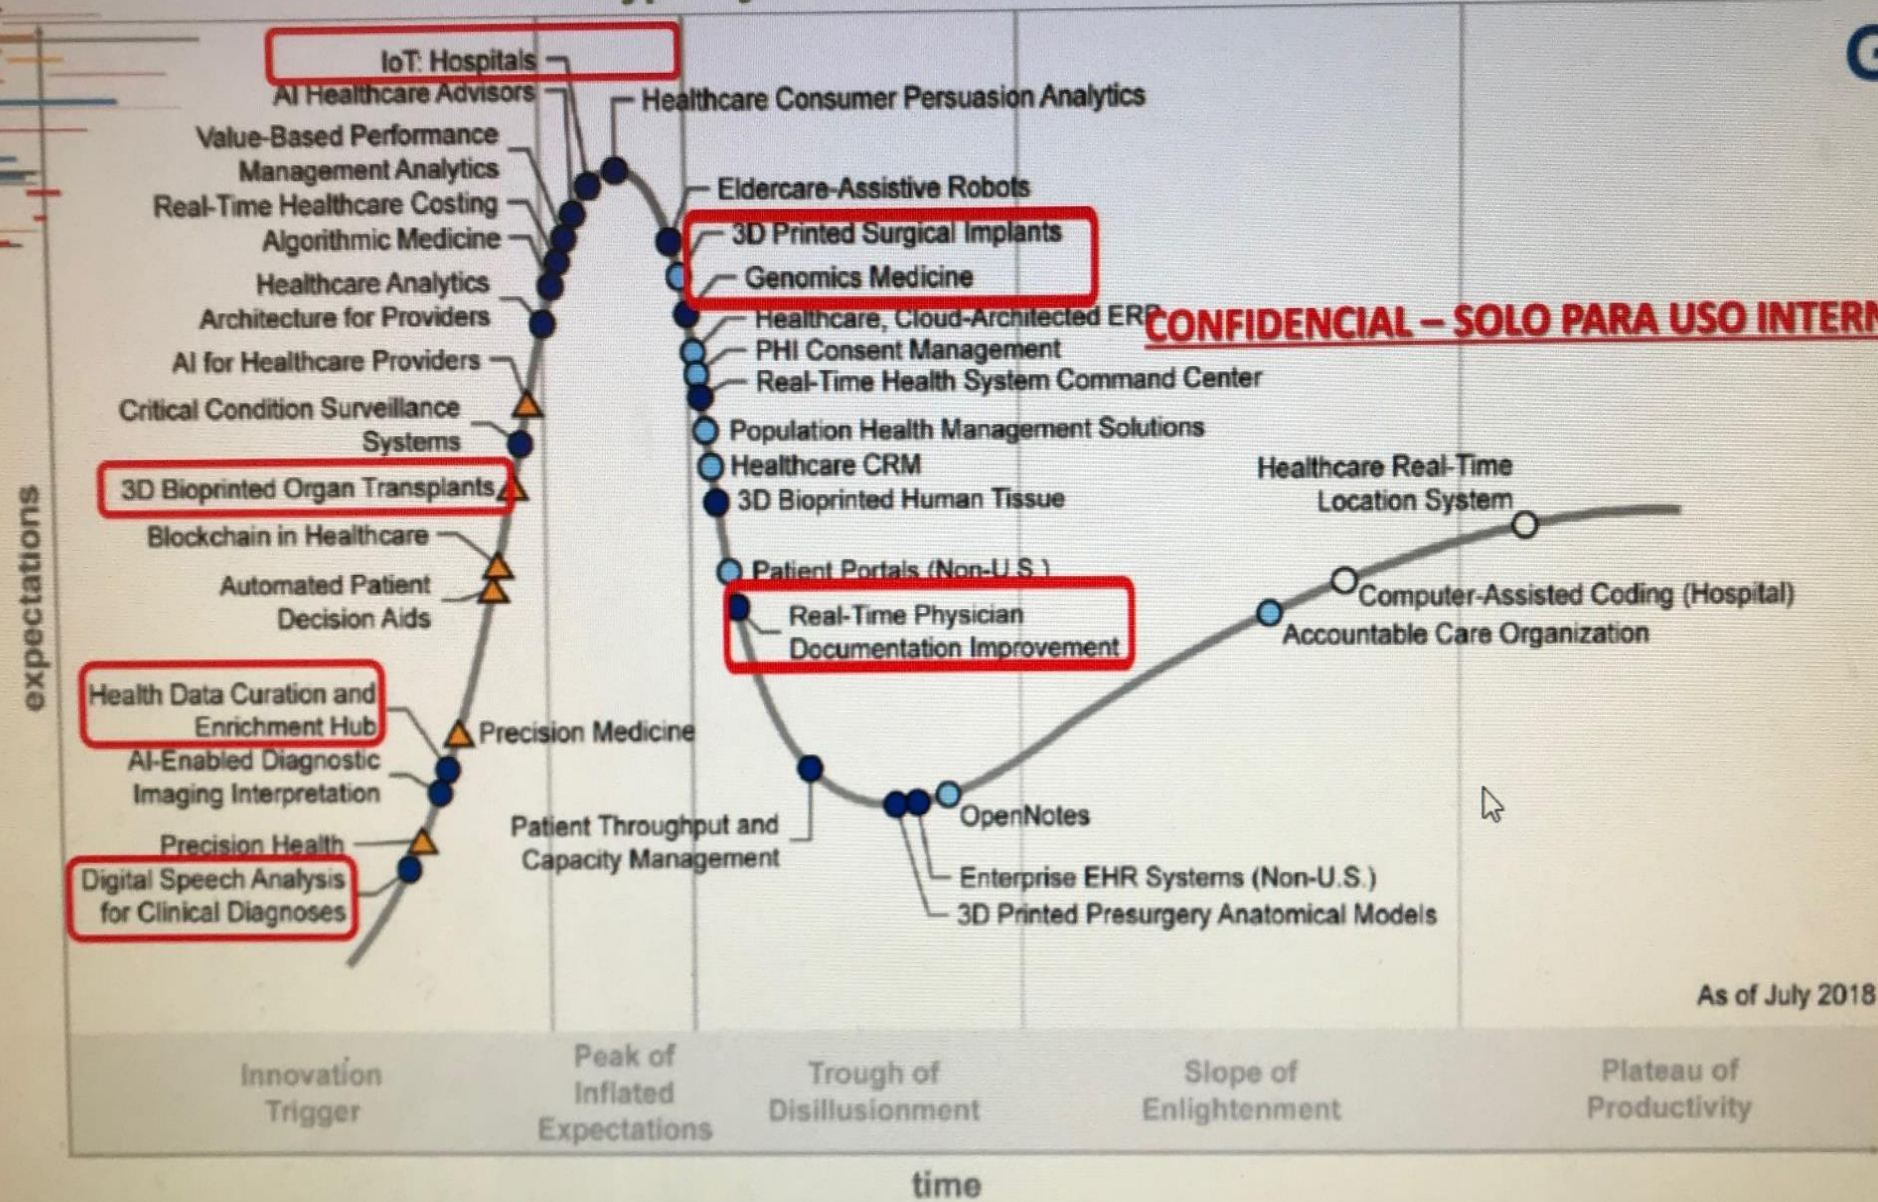 IoT: Hospitals
AI Healthcare Advisors
Healthcare Consumer Persuasion Analytics
Value-Based Performance
Management Analytics
Real-Time Healthcare Costing
Algorithmic Medicine
Healthcare Analytics
Architecture for Providers
AI for Healthcare Providers
Critical Condition Surveillance
Systems
3D Bioprinted Organ Transplants
Blockchain in Healthcare
Automated Patient
Decision Aids
Health Data Curation and
Enrichment Hub
Precision Medicine
AI-Enabled Diagnostic
Imaging Interpretation
Precision Health
Digital Speech Analysis
for Clinical Diagnoses
Eldercare-Assistive Robots
3D Printed Surgical Implants
Genomics Medicine
Healthcare, Cloud-Architected ERP
CONFIDENCIAL – SOLO PARA USO INTERN
PHI Consent Management
Real-Time Health System Command Center
Population Health Management Solutions
Healthcare CRM
3D Bioprinted Human Tissue
Patient Portals (Non-U.S.)
Real-Time Physician
Documentation Improvement
Patient Throughput and
Capacity Management
OpenNotes
Enterprise EHR Systems (Non-U.S.)
3D Printed Presurgery Anatomical Models
Healthcare Real-Time
Location System
Computer-Assisted Coding (Hospital)
Accountable Care Organization
As of July 2018
expectations
Innovation
Trigger
Peak of
Inflated
Expectations
Trough of
Disillusionment
Slope of
Enlightenment
Plateau of
Productivity
time